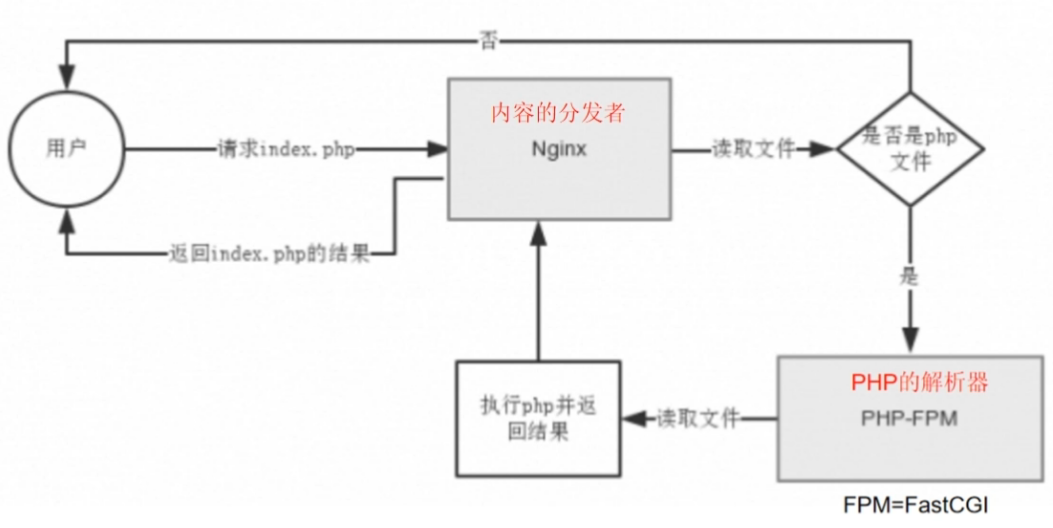 否
内容的分发者
用户
请求index.php
Nginx
读取文件
是否是php
文件
返回index.php的结果
是
执行php并返
回结果
读取文件
PHP的解析器
PHP-FPM
FPM=FastCGI